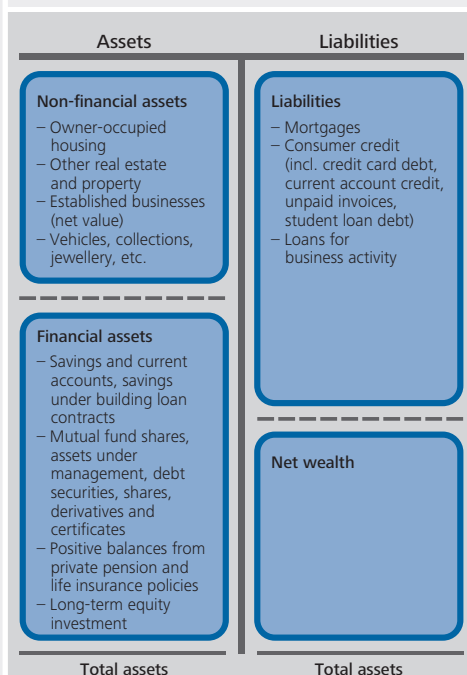 Assets
Liabilities
Non-financial assets
– Owner-occupied
housing
– Other real estate
and property
– Established businesses
(net value)
– Vehicles, collections,
jewellery, etc.
Financial assets
– Savings and current
accounts, savings
under building loan
contracts
– Mutual fund shares,
assets under
management, debt
securities, shares,
derivatives and
certificates
– Positive balances from
private pension and
life insurance policies
– Long-term equity
investment
Total assets
Liabilities
– Mortgages
– Consumer credit
(incl. credit card debt,
current account credit,
unpaid invoices,
student loan debt)
– Loans for
business activity
Net wealth
Total assets